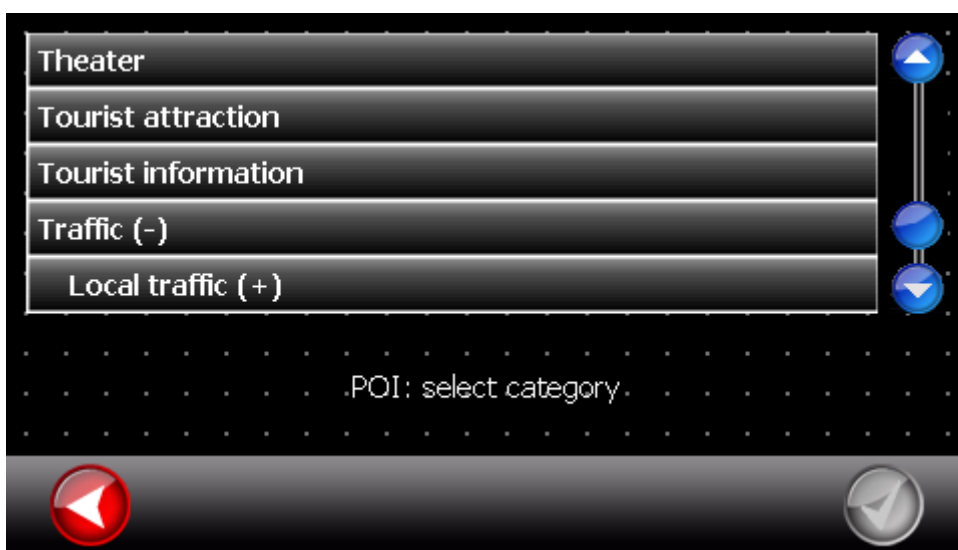 Theater
Tourist attraction
Tourist information
Traffic (-)
Local traffic (+)
POI: select category